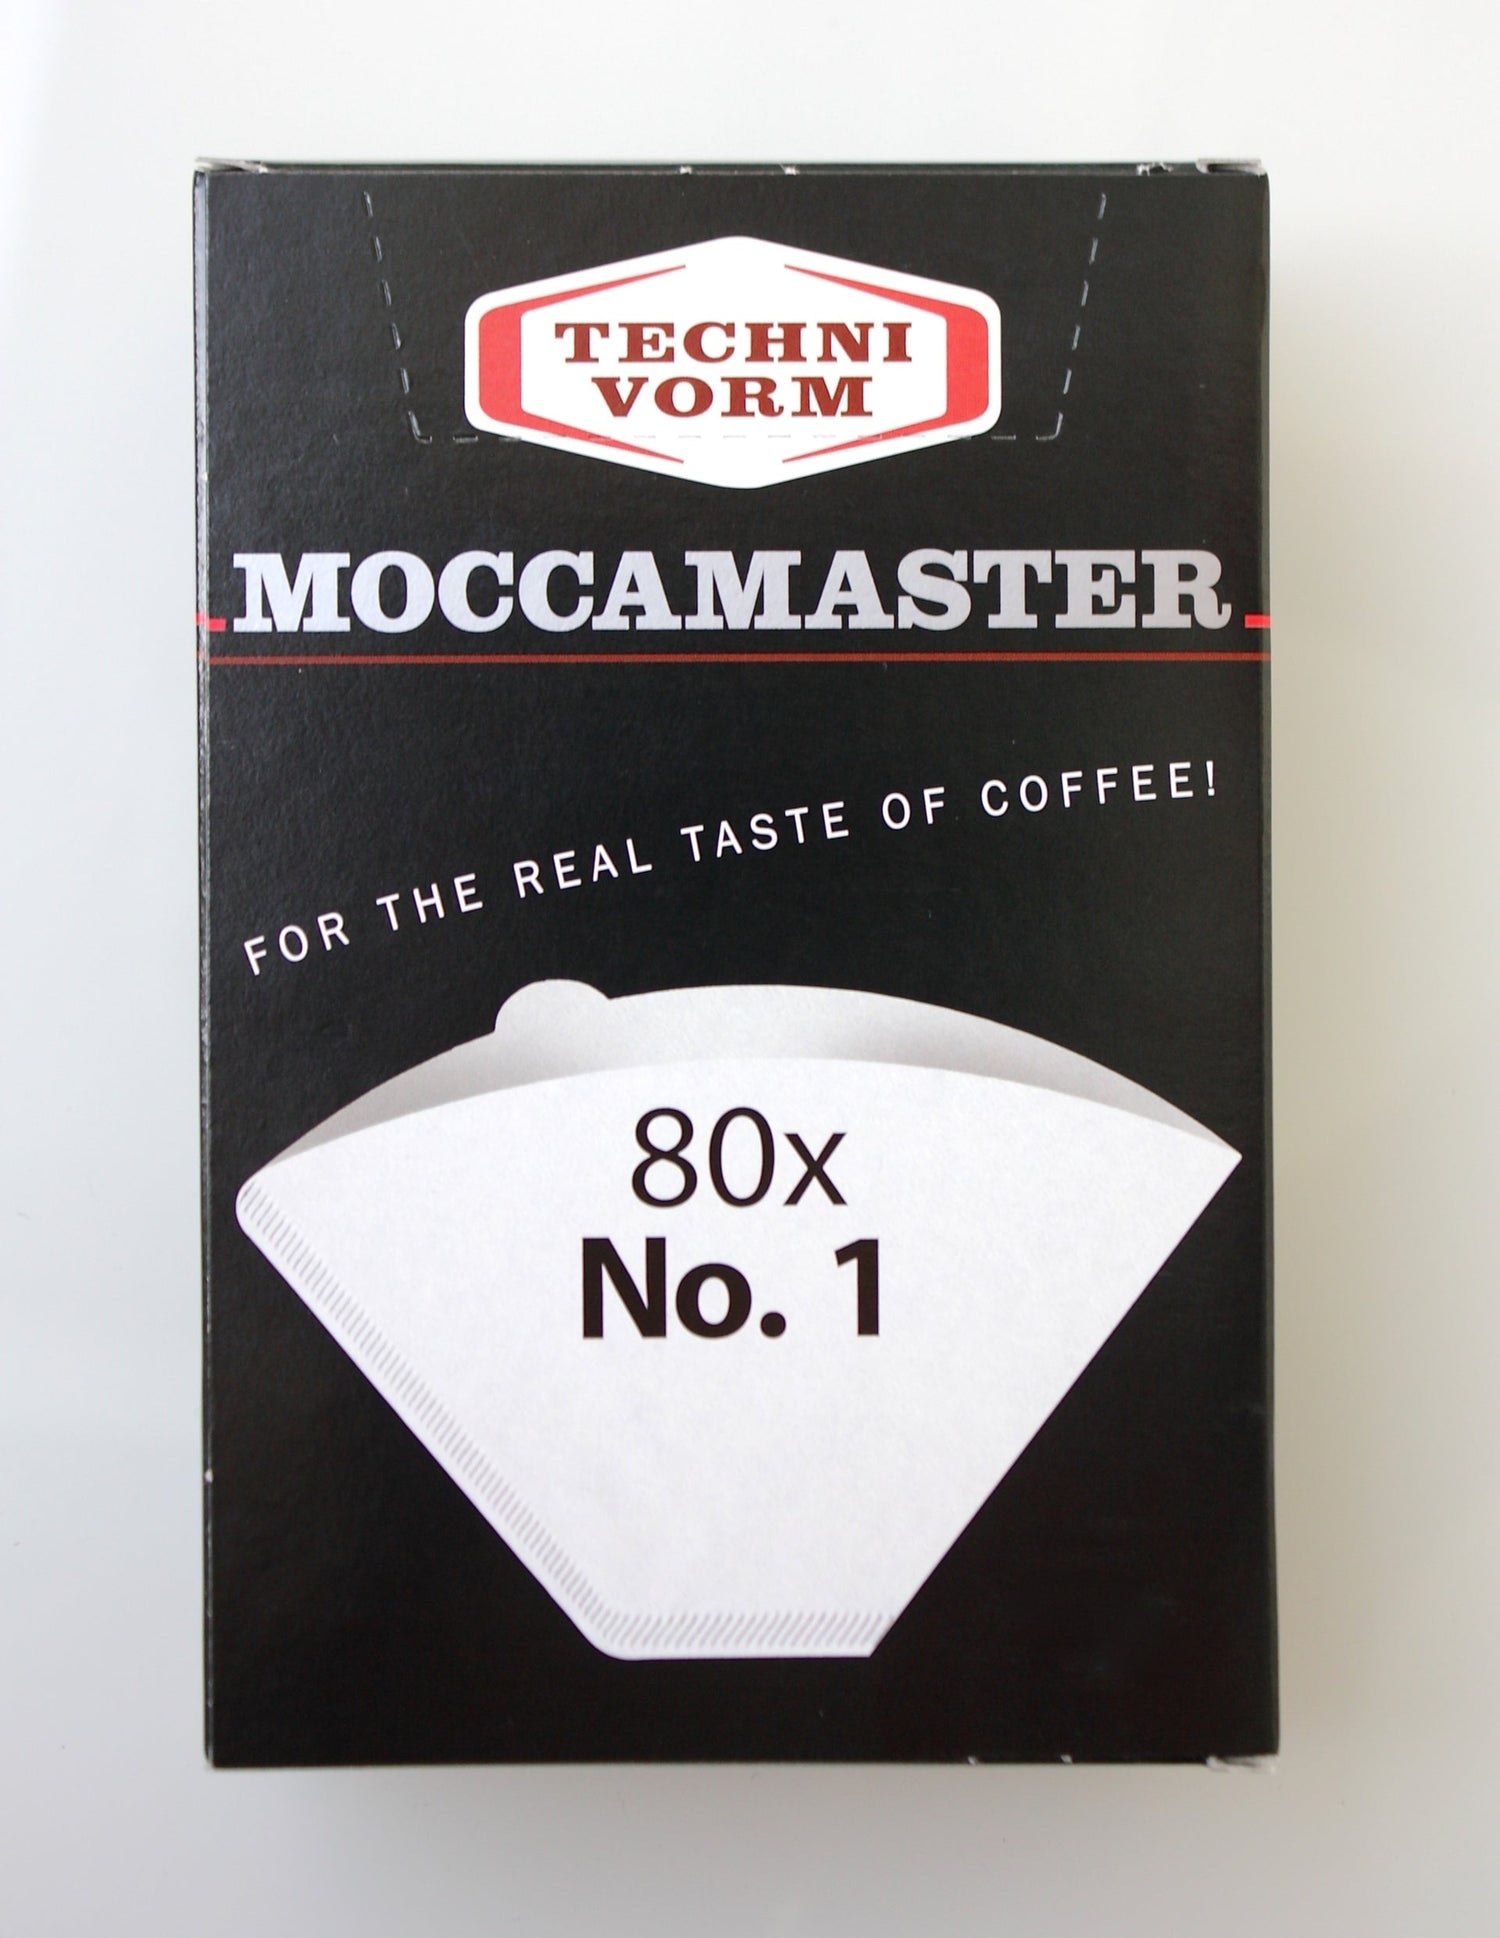 TECHNI
VORM
MOCCAMASTER
FOR THE REAL TASTE OF COFFEE!
80x
No. 1